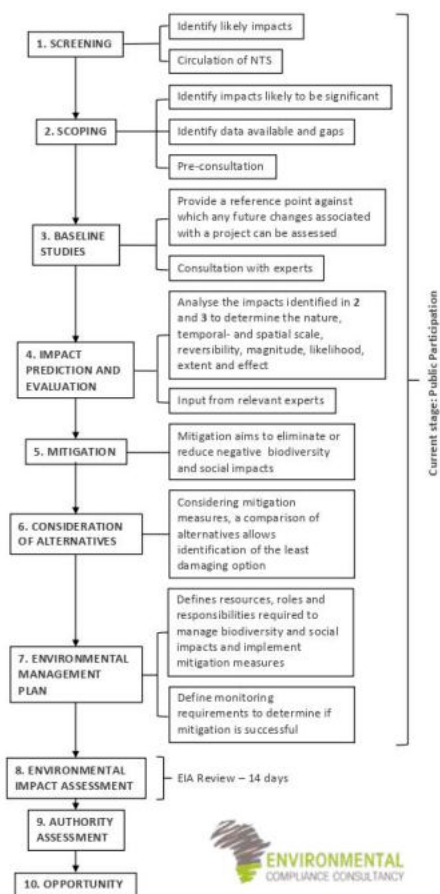 Identify likely impacts
1. SCREENING
Circulation of NTS
Identify impacts likely to be significant
2. SCOPING
Identify data available and gaps
Pre-consultation
Provide a reference point against
which any future changes associated
with a project can be assessed
3. BASELINE
STUDIES
Consultation with experts
Analyse the impacts identified in 2
and 3 to determine the nature,
temporal- and spatial scale,
reversibility, magnitude, likelihood,
extent and effect
4. IMPACT
PREDICTION AND
EVALUATION
Input from relevant experts
5. MITIGATION
Mitigation aims to eliminate or
reduce negative biodiversity
and social impacts
6. CONSIDERATION
OF ALTERNATIVES
Considering mitigation
measures, a comparison of
alternatives allows
identification of the least
damaging option
Defines resources, roles and
responsibilities required to
manage biodiversity and social
impacts and implement
mitigation measures
7. ENVIRONMENTAL
MANAGEMENT
PLAN
Define monitoring
requirements to determine if
mitigation is successful
Current stage: Public Participation
8. ENVIRONMENTAL
IMPACT ASSESSMENT
EIA Review – 14 days
9. AUTHORITY
ASSESSMENT
10. OPPORTUNITY
ENVIRONMENTAL
COMPLIANCE CONSULTANCY